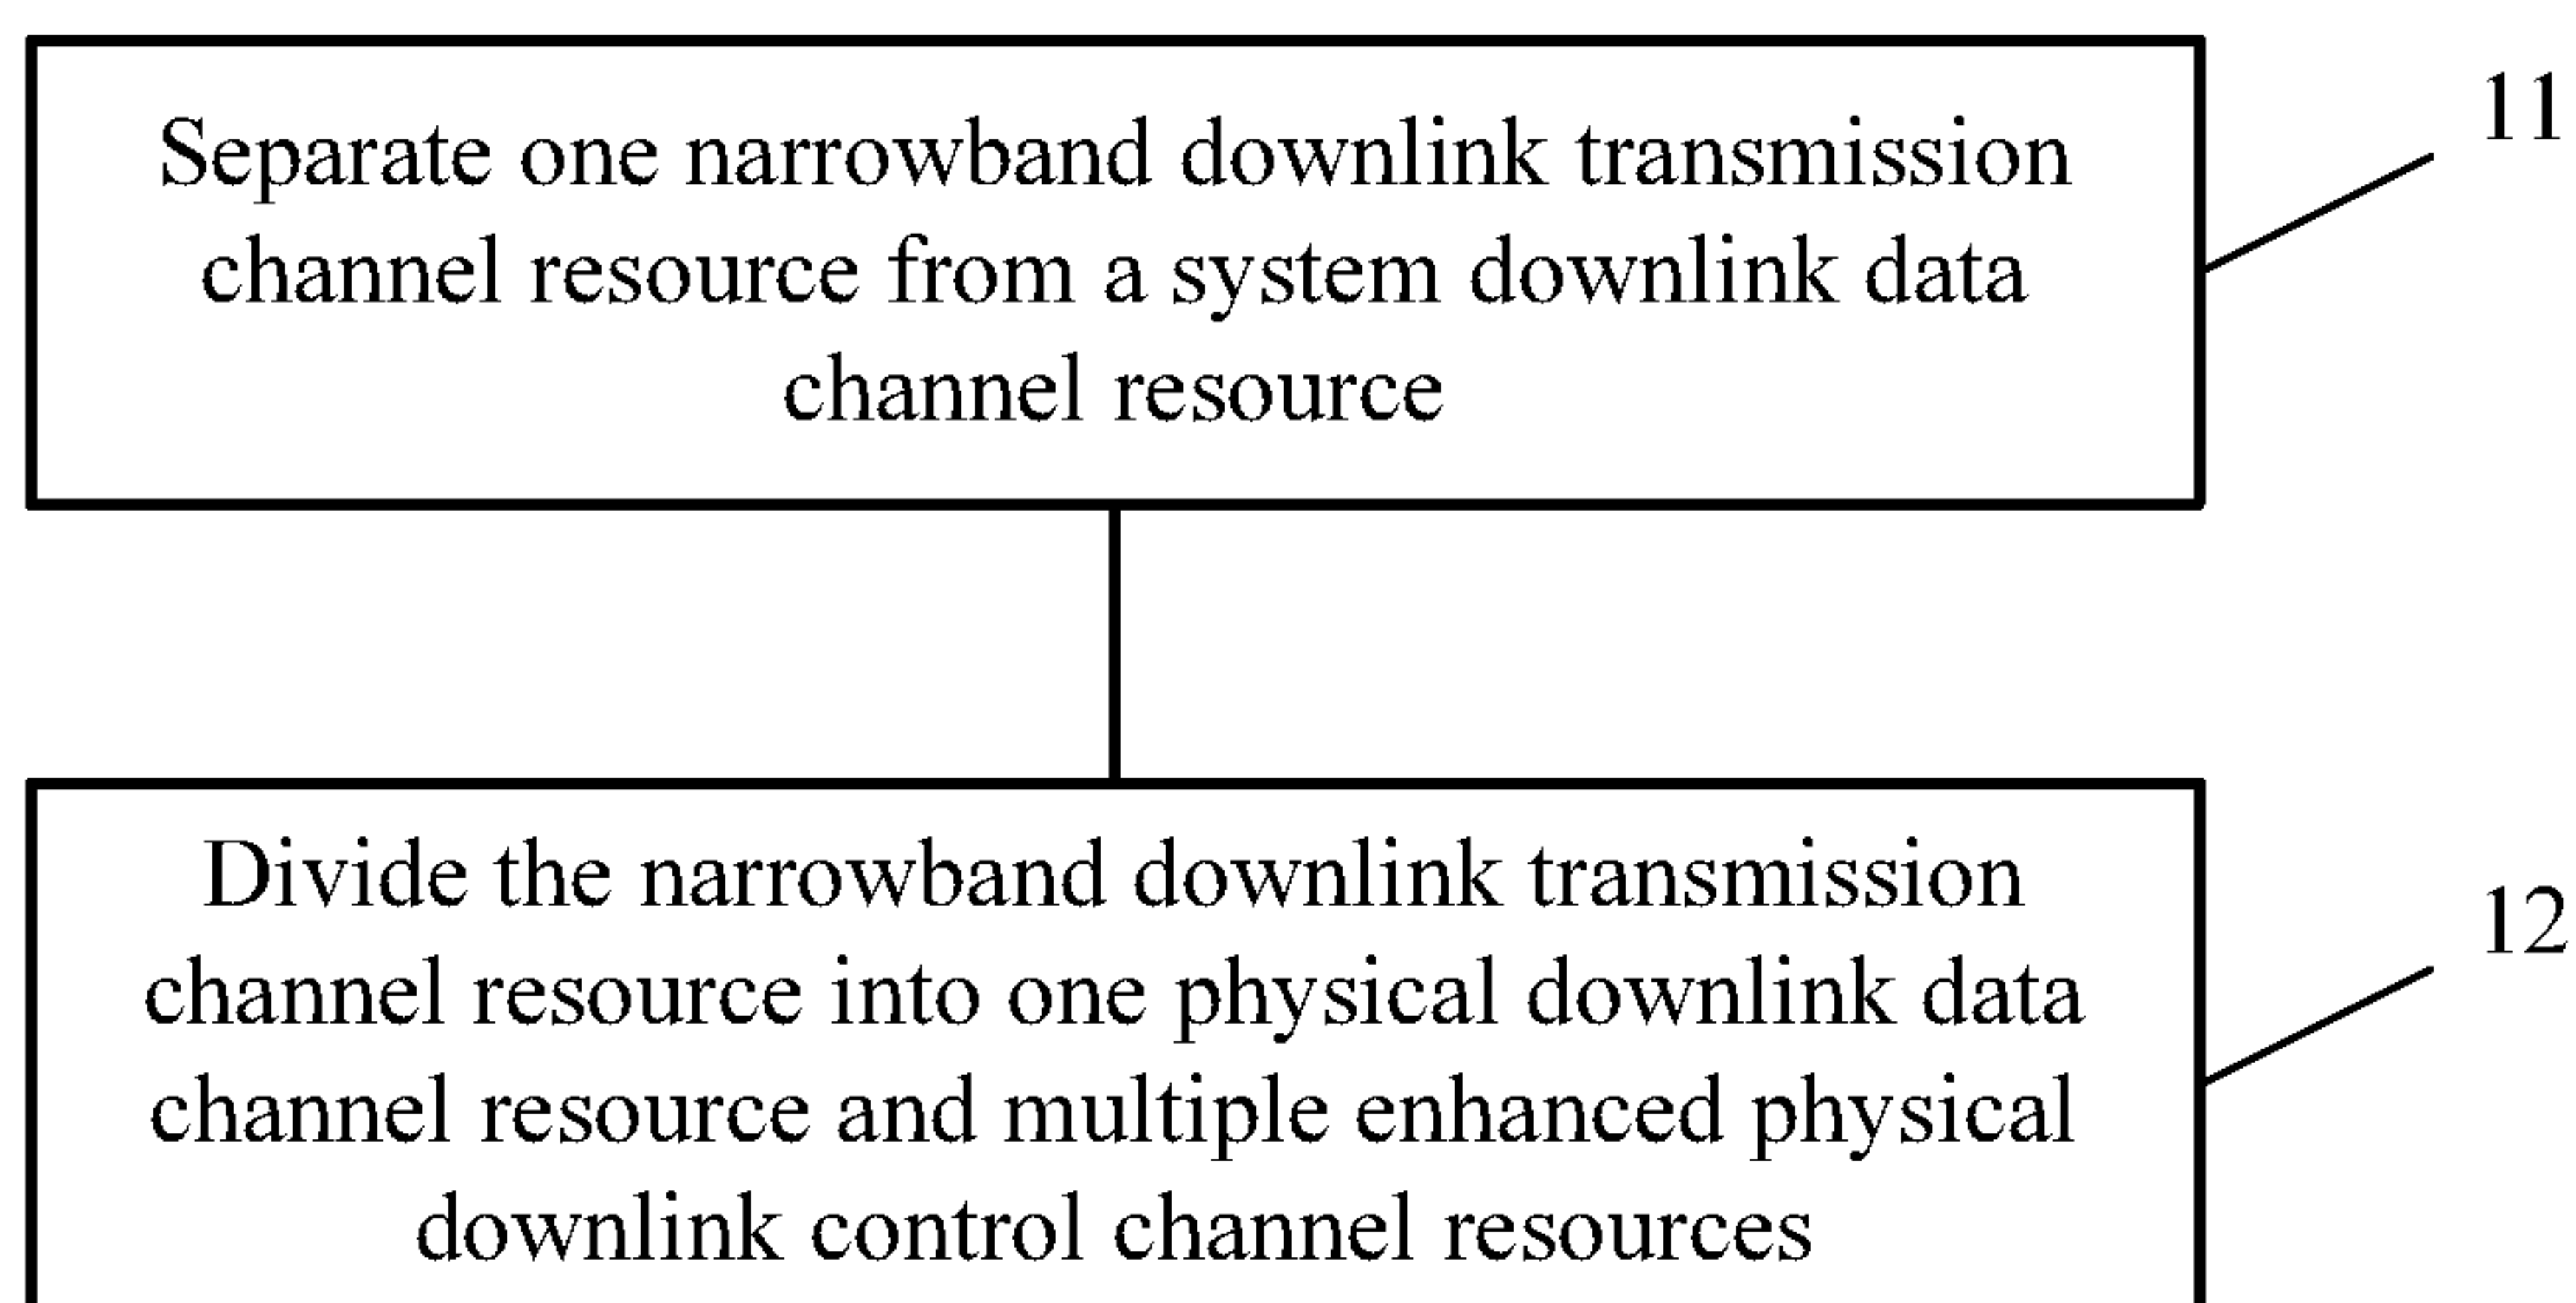 Separate one narrowband downlink transmission
channel resource from a system downlink data
channel resource
11
Divide the narrowband downlink transmission
channel resource into one physical downlink data
channel resource and multiple enhanced physical
downlink control channel resources
12